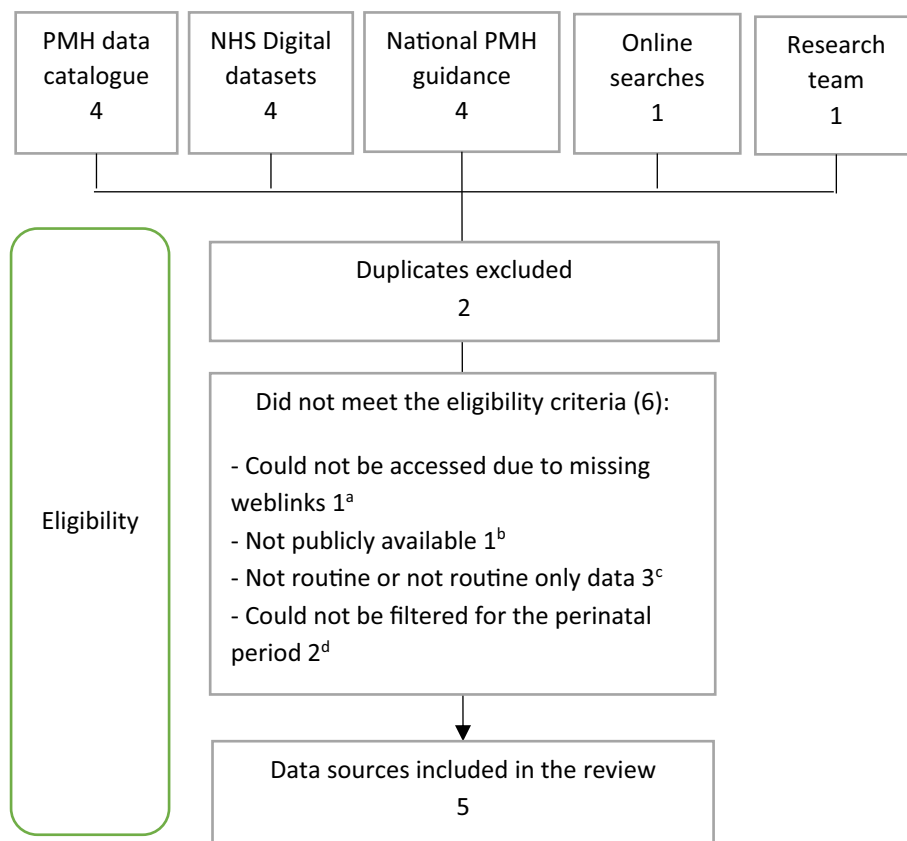 PMH data
catalogue
4
NHS Digital
datasets
4
National PMH
guidance
4
Online
searches
1
Research
team
1
Duplicates excluded
2
Eligibility
Did not meet the eligibility criteria (6):
- Could not be accessed due to missing
weblinks 1ᵃ
- Not publicly available 1ᵇ
- Not routine or not routine only data 3ᶜ
- Could not be filtered for the perinatal
period 2ᵈ
Data sources included in the review
5